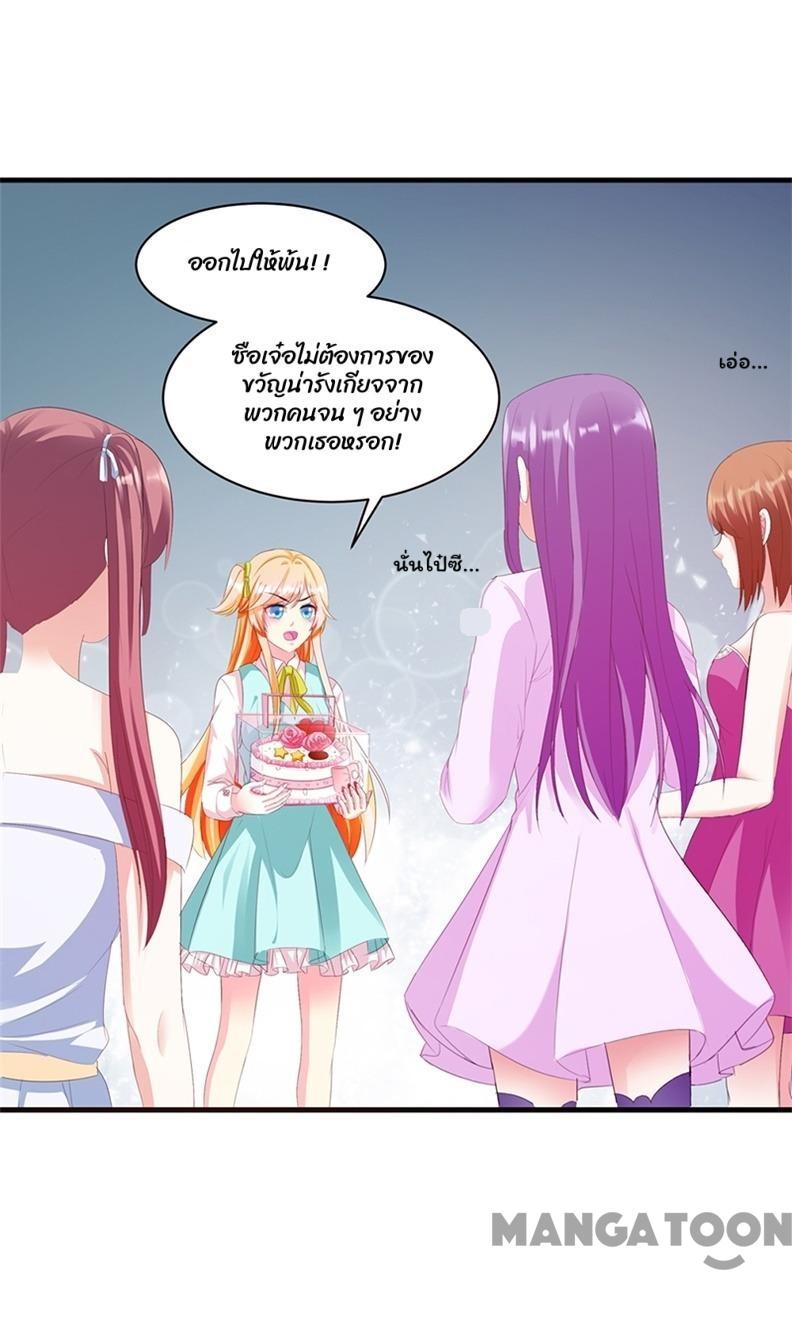 ออกไปให้พ้น!!
ซือเจ๋อไม่ต้องการของ
ขวัญน่ารังเกียจจาก
พวกคนจน ๆ อย่าง
พวกเธอหรอก!
เอ่อ...
นั่นไป๋ซี...
MANGATOON